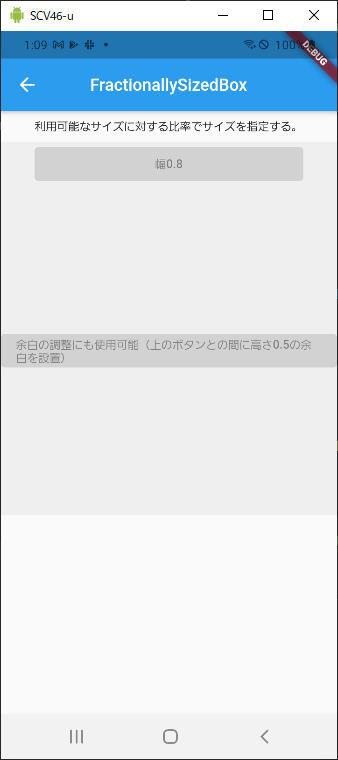 SCV46-u
1:09
100%
DEBUG
FractionallySizedBox
利用可能なサイズに対する比率でサイズを指定する。
幅0.8
余白の調整にも使用可能（上のボタンとの間に高さ0.5の余
白を設置）